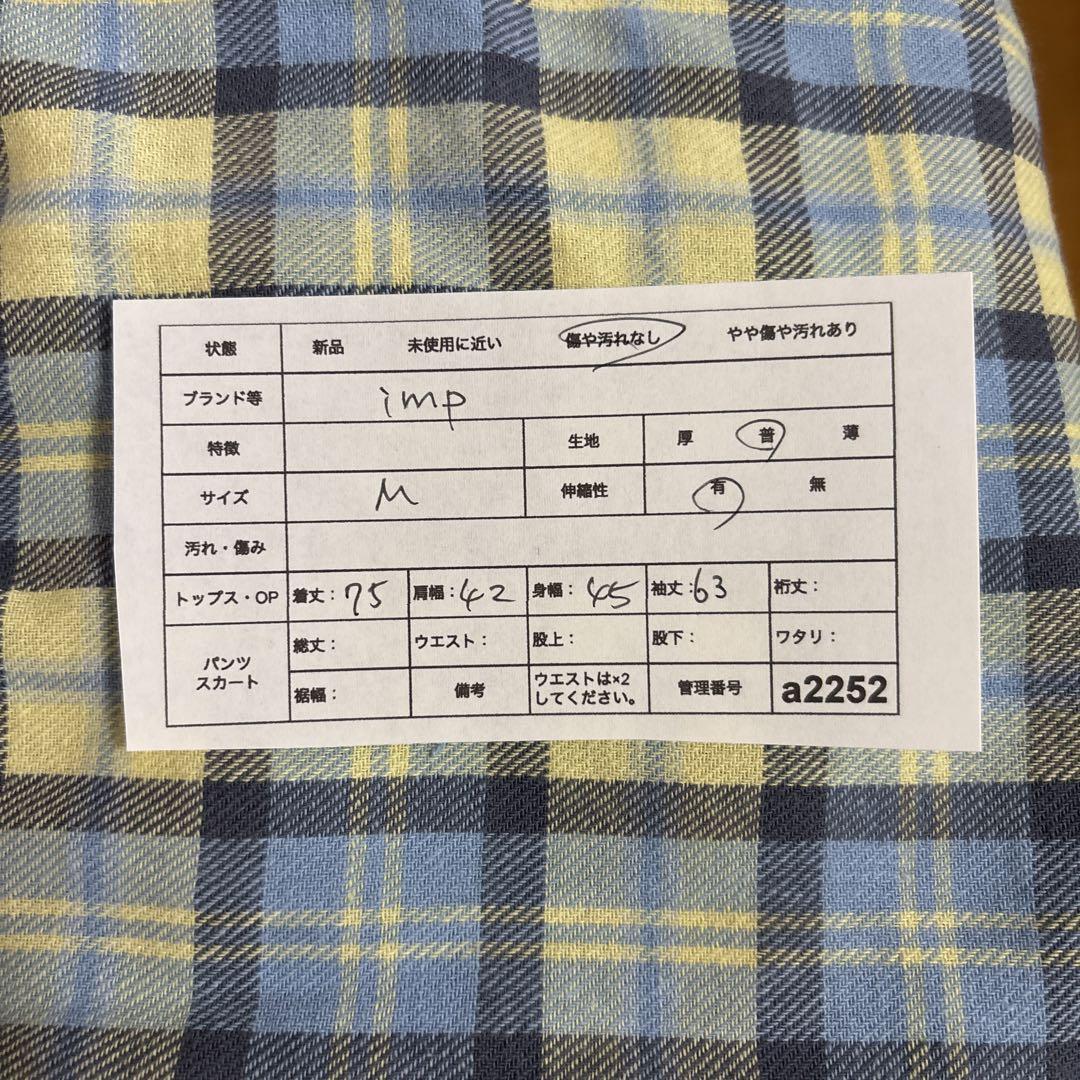 状態 新品 未使用に近い 傷や汚れなし やや傷や汚れあり
ブランド等 imp
特徴 生地 厚 普 薄
サイズ M 伸縮性 有 無
汚れ・傷み
トップス・OP 着丈：75 肩幅：42 身幅：45 袖丈：63 裄丈：
パンツ
スカート
総丈： ウエスト： 股上： 股下： ワタリ：
裾幅： 備考 ウエストは×2
してください。 管理番号 a2252